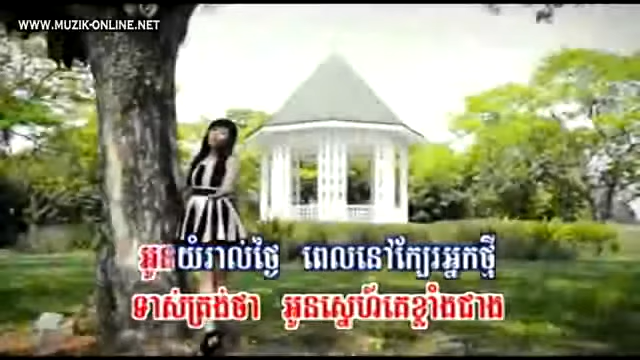 WWW.MUZIK-ONLINE.NET
អូនយំរាល់ថ្ងៃ ពេលនៅក្បែរអ្នកថ្មី
ទាស់ត្រង់ថា អូនស្នេហ៍គេខ្លាំងជាង